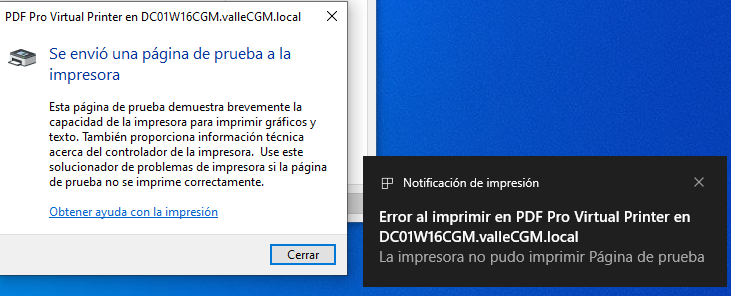 PDF Pro Virtual Printer en DC01W16CGM.valleCGM.local
Se envió una página de prueba a la
impresora
Esta página de prueba demuestra brevemente la
capacidad de la impresora para imprimir gráficos y
texto. También proporciona información técnica
acerca del controlador de la impresora.  Use este
solucionador de problemas de impresora si la página
de prueba no se imprime correctamente.
Obtener ayuda con la impresión
Cerrar
Notificación de impresión
Error al imprimir en PDF Pro Virtual Printer en
DC01W16CGM.valleCGM.local
La impresora no pudo imprimir Página de prueba